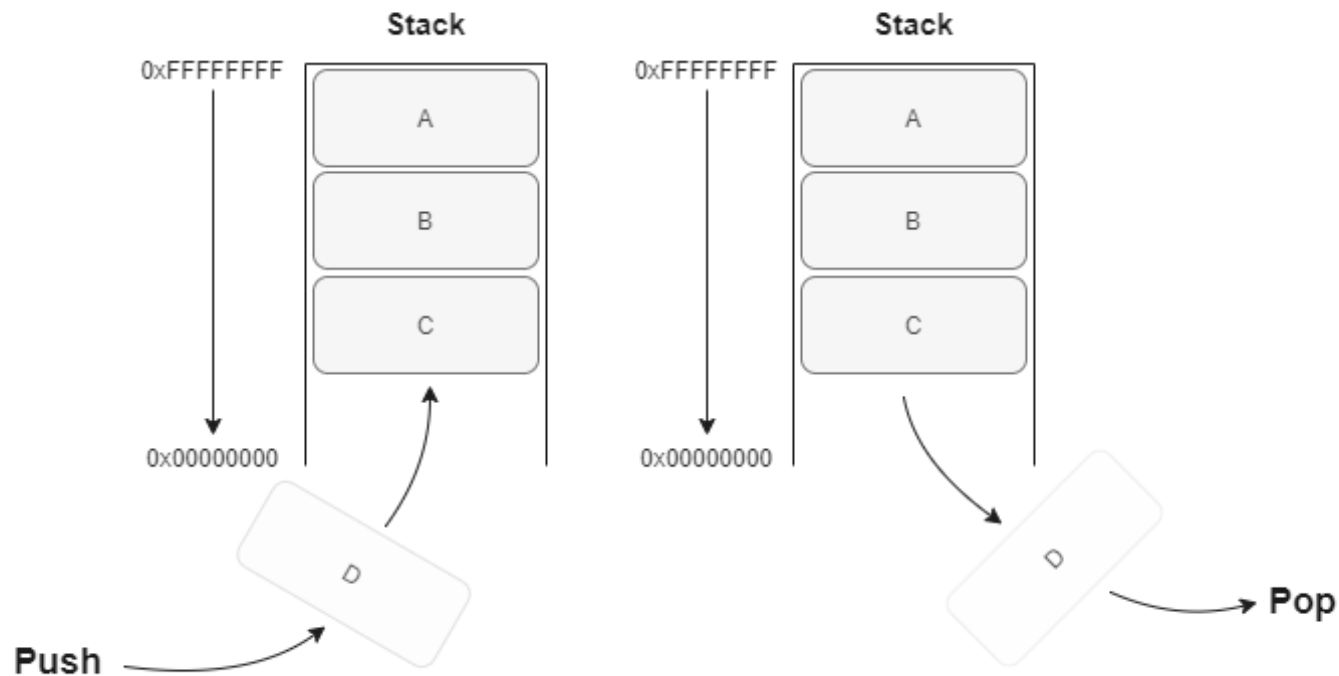 Stack
0xFFFFFFFF
A
B
C
0x00000000
D
Push
Stack
0xFFFFFFFF
A
B
C
0x00000000
D
Pop